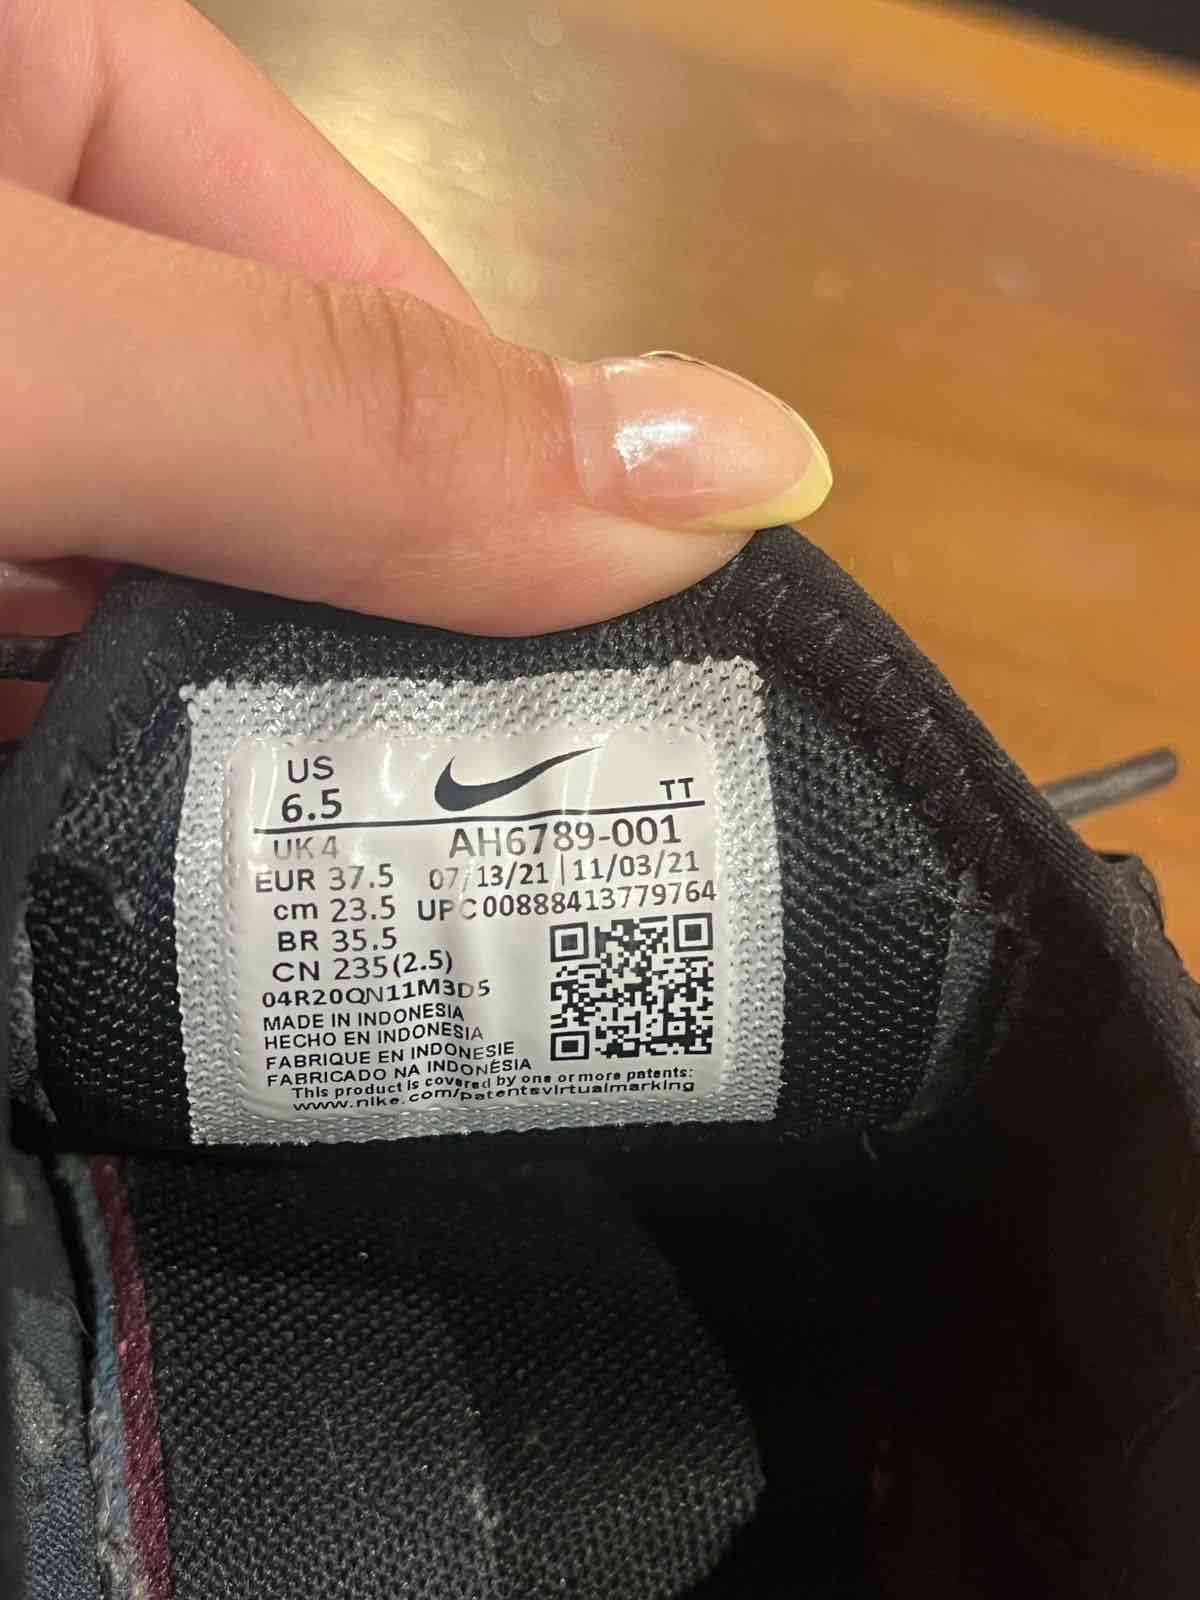 US
6.5
TT
UK 4
AH6789-001
EUR 37.5
07/13/21 | 11/03/21
cm 23.5
UPC 00888413779764
BR 35.5
CN 235(2.5)
04R20QN11M3D5
MADE IN INDONESIA
HECHO EN INDONESIA
FABRIQUE EN INDONESIE
FABRICADO NA INDONÉSIA
This product is covered by one or more patents:
www.nike.com/patentsvirtualmarking